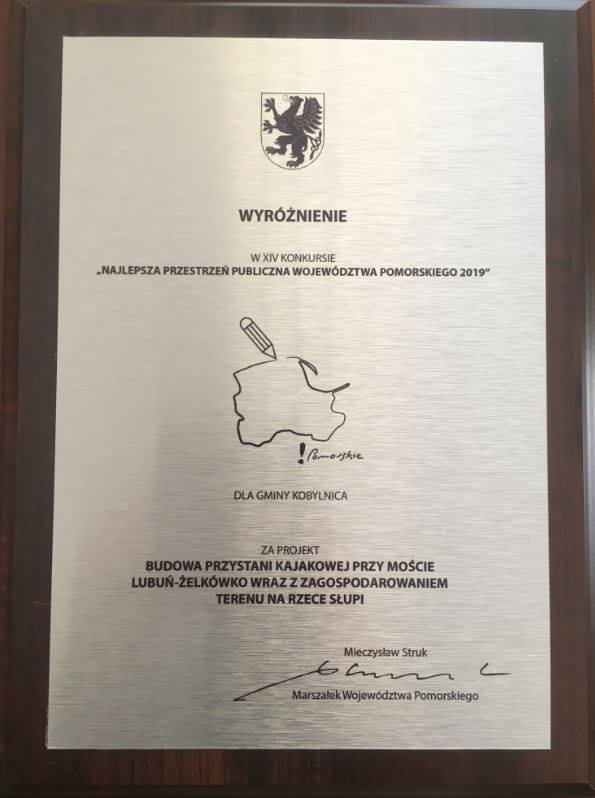 WYRÓŻNIENIE
W XIV KONKURSIE
„NAJLEPSZA PRZESTRZEŃ PUBLICZNA WOJEWÓDZTWA POMORSKIEGO 2019”
! Pomorskie
DLA GMINY KOBYLNICA
ZA PROJEKT
BUDOWA PRZYSTANI KAJAKOWEJ PRZY MOŚCIE
LUBUŃ-ŻELKÓWKO WRAZ Z ZAGOSPODAROWANIEM
TERENU NA RZECE SŁUPI
Mieczysław Struk
Marszałek Województwa Pomorskiego